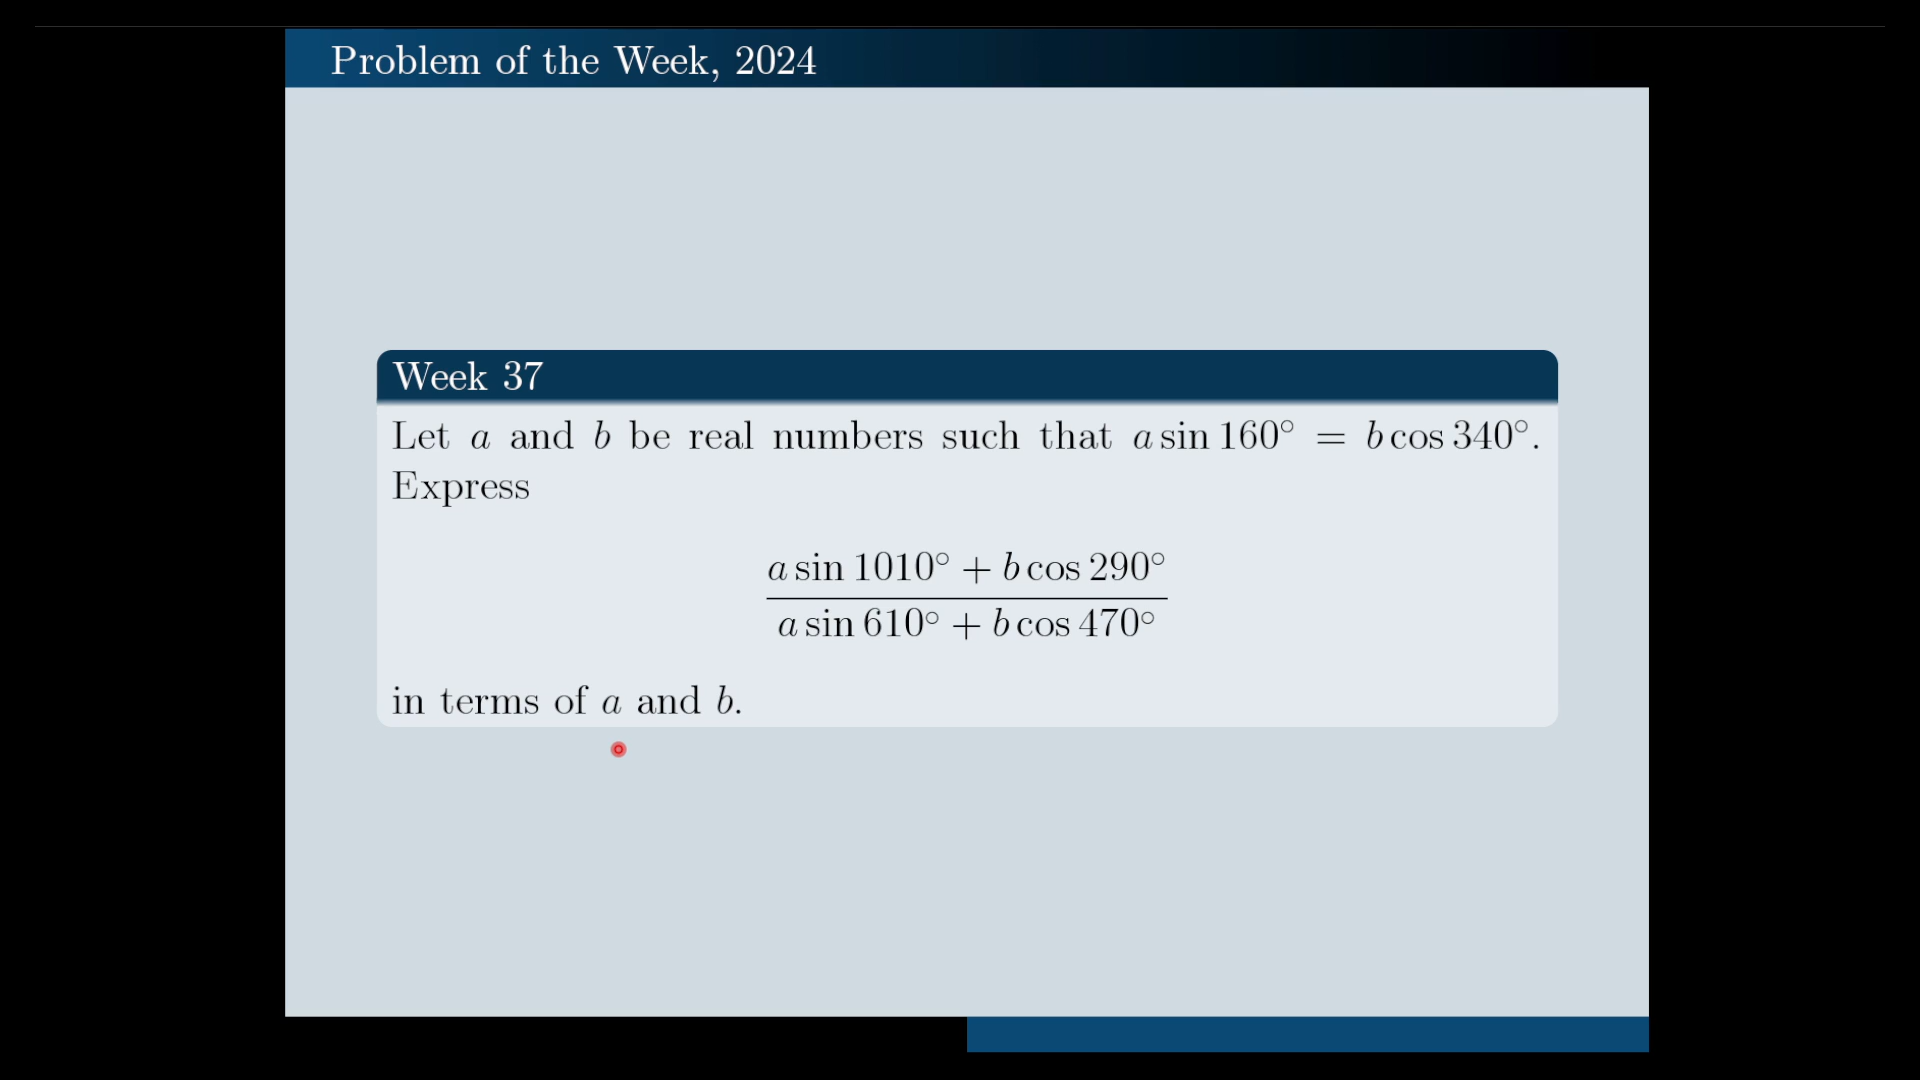 Problem of the Week, 2024
Week 37
Let a and b be real numbers such that a sin 160° = b cos 340°.
Express
a sin 1010° + b cos 290°
a sin 610° + b cos 470°
in terms of a and b.